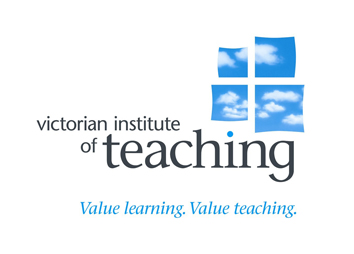 victorian institute
of teaching
Value learning. Value teaching.